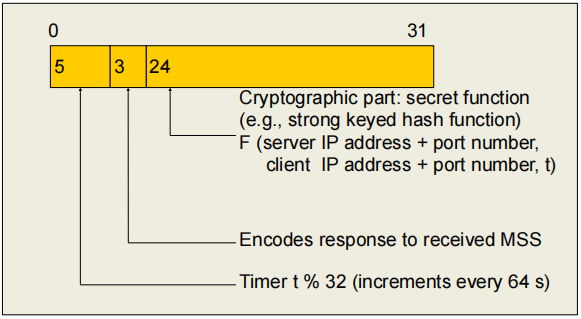 0 31
5 3 24
Cryptographic part: secret function
(e.g., strong keyed hash function)
F (server IP address + port number,
client IP address + port number, t)
Encodes response to received MSS
Timer t % 32 (increments every 64 s)